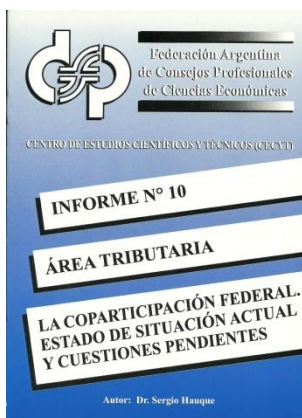 Federación Argentina
de Consejos Profesionales
de Ciencias Económicas
CENTRO DE ESTUDIOS CIENTÍFICOS Y TÉCNICOS (CECYT)
INFORME N° 10
ÁREA TRIBUTARIA
LA COPARTICIPACIÓN FEDERAL.
ESTADO DE SITUACIÓN ACTUAL
Y CUESTIONES PENDIENTES
Autor: Dr. Sergio Hauque